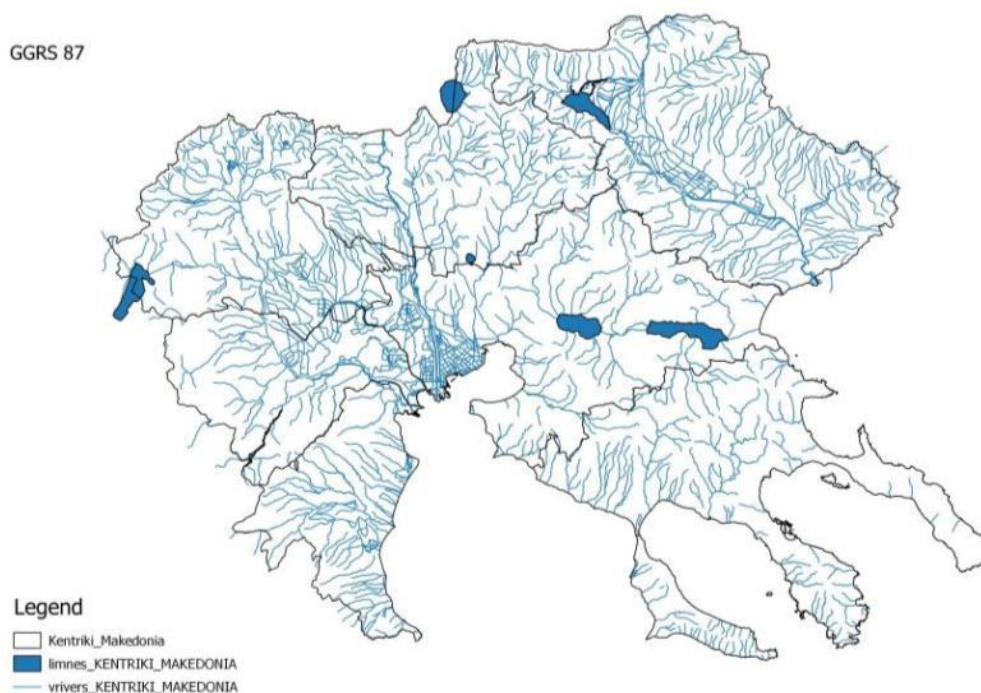 GGRS 87
Legend
Kentriki_Makedonia
limnes_KENTRIKI_MAKEDONIA
vrivers_KENTRIKI_MAKEDONIA